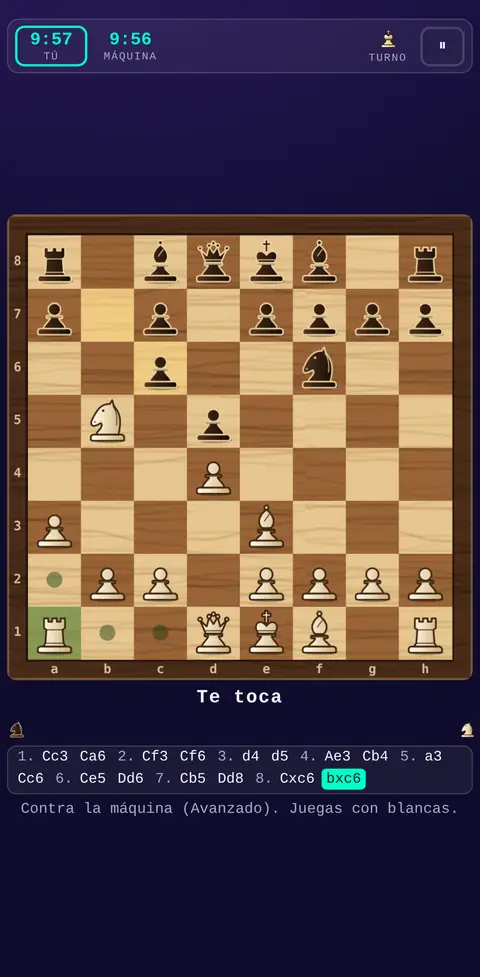 9:57
TÚ
9:56
MÁQUINA
TURNO
8
7
6
5
4
3
2
1
a b c d e f g h
Te toca
1. Cc3 Ca6 2. Cf3 Cf6 3. d4 d5 4. Ae3 Cb4 5. a3
Cc6 6. Ce5 Dd6 7. Cb5 Dd8 8. Cxc6 bxc6
Contra la máquina (Avanzado). Juegas con blancas.